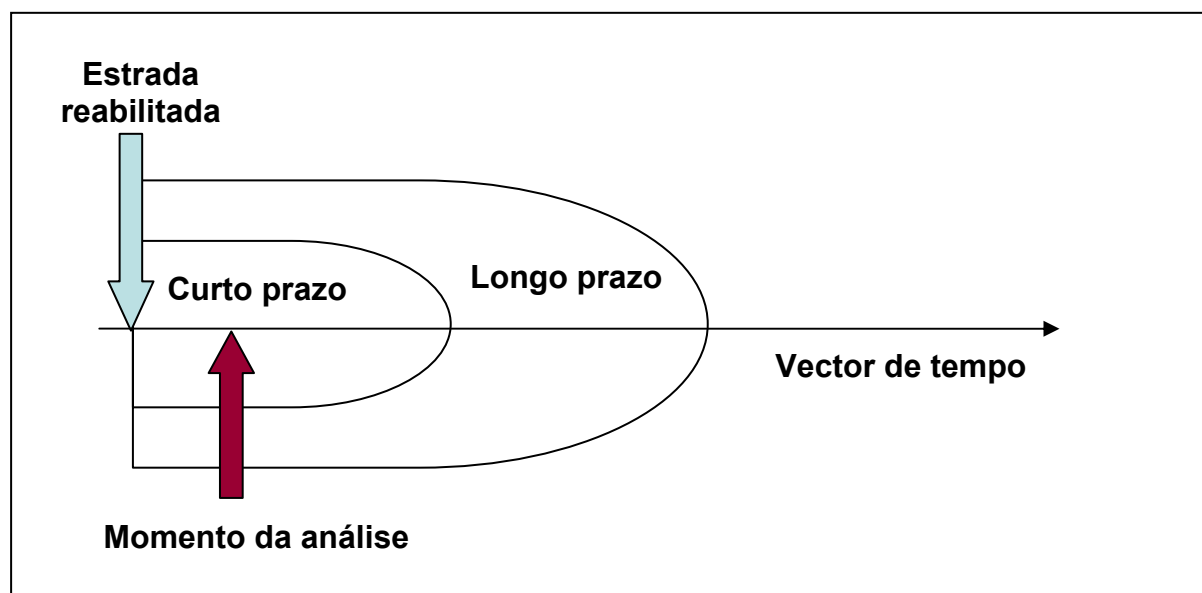 Estrada
reabilitada
Curto prazo
Longo prazo
Vector de tempo
Momento da análise